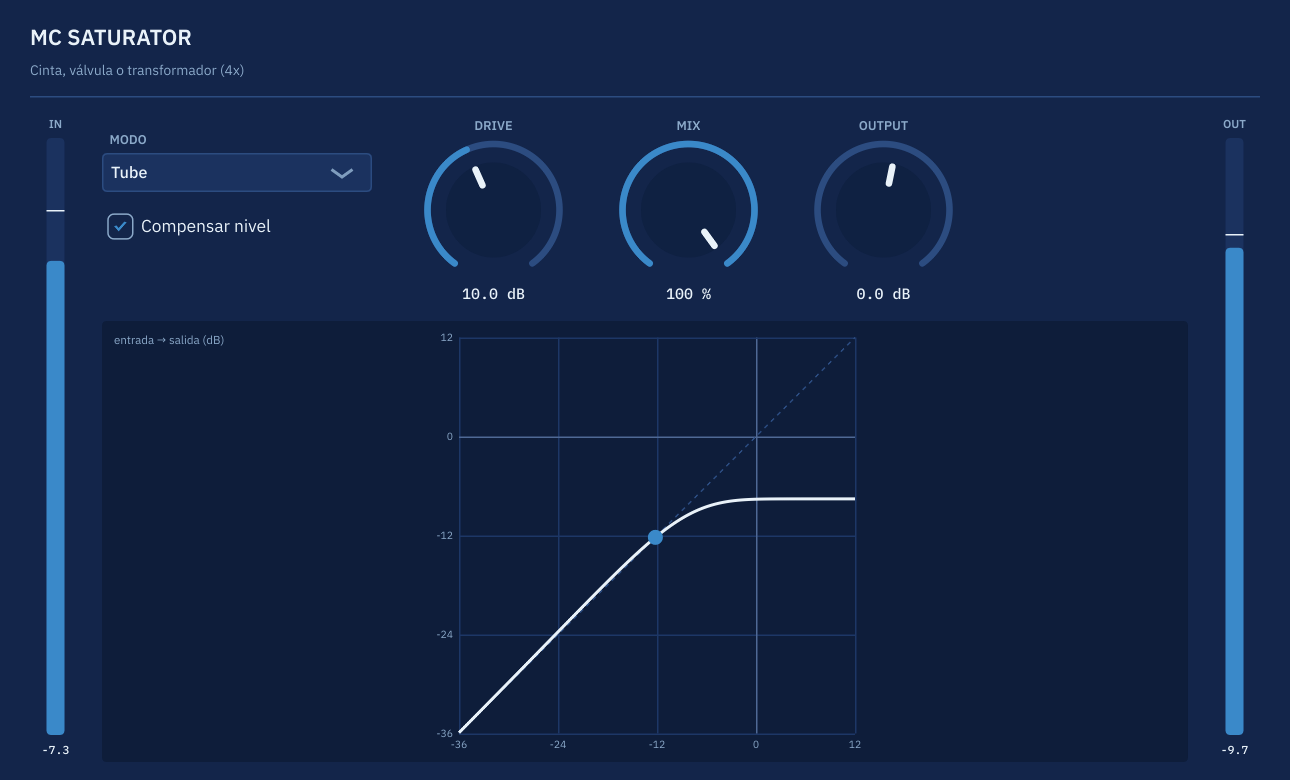 MC SATURATOR
Cinta, válvula o transformador (4x)
IN
MODO
DRIVE
MIX
OUTPUT
OUT
Tube
Compensar nivel
10.0 dB
100 %
0.0 dB
entrada → salida (dB)
12
0
-12
-24
-36
-36
-24
-12
0
12
-7.3
-9.7